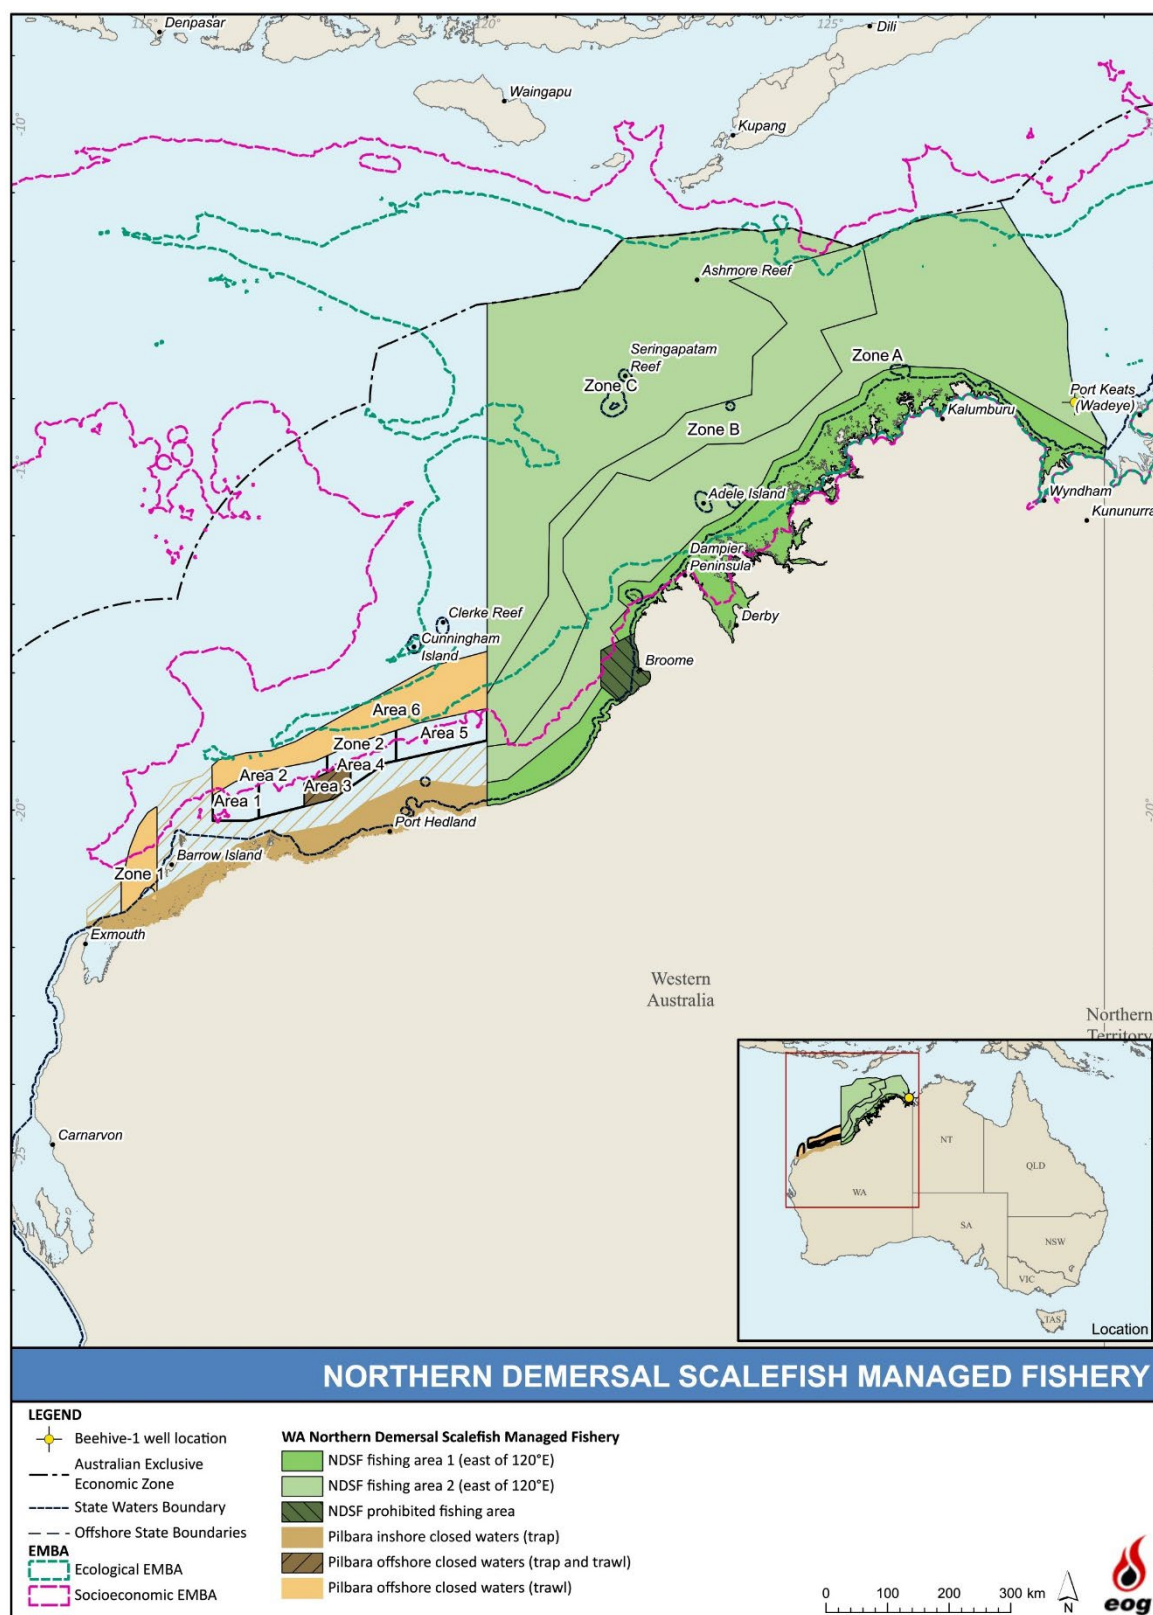 115°
120°
125°
Denpasar
Dili
Waingapu
-10°
Kupang
Ashmore Reef
Seringapatam
Reef
Zone C
Zone A
Port Keats
(Wadeye)
Kalumburu
Zone B
Adele Island
Wyndham
Kununurra
Dampier
Peninsula
Clerke Reef
Derby
Cunningham
Island
Broome
Area 6
Area 5
Zone 2
Area 4
Area 2
Area 3
Area 1
-20°
Port Hedland
Barrow Island
Zone 1
Exmouth
Western
Australia
Northern
Territory
Carnarvon
NT
QLD
WA
SA
NSW
VIC
TAS
Location
NORTHERN DEMERSAL SCALEFISH MANAGED FISHERY
LEGEND
Beehive-1 well location
Australian Exclusive
Economic Zone
State Waters Boundary
Offshore State Boundaries
EMBA
Ecological EMBA
Socioeconomic EMBA
WA Northern Demersal Scalefish Managed Fishery
NDSF fishing area 1 (east of 120°E)
NDSF fishing area 2 (east of 120°E)
NDSF prohibited fishing area
Pilbara inshore closed waters (trap)
Pilbara offshore closed waters (trap and trawl)
Pilbara offshore closed waters (trawl)
0 100 200 300 km
N
eog